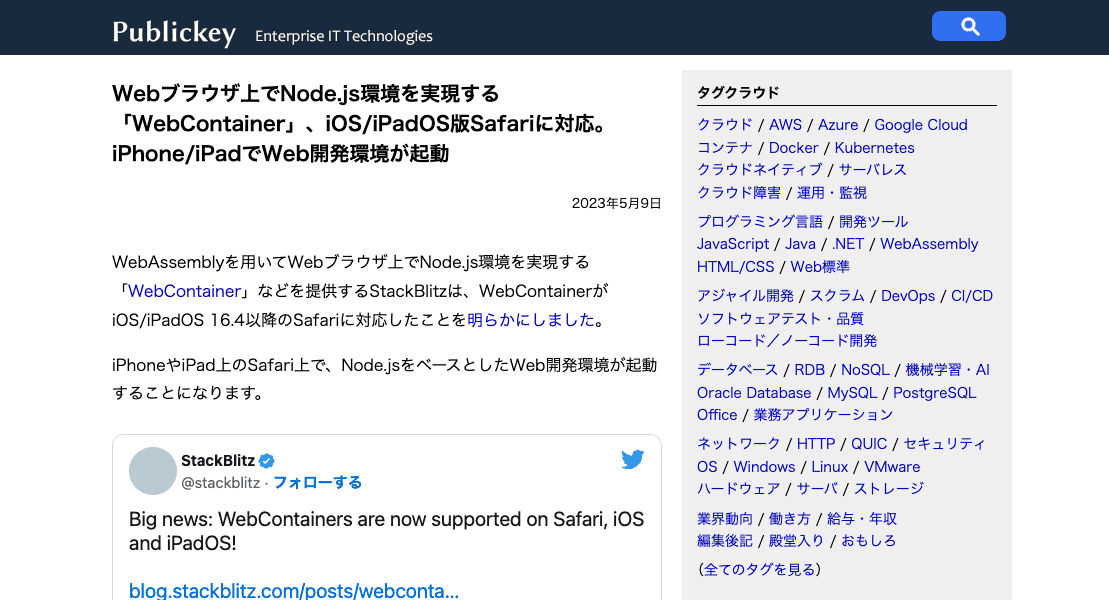 Publickey Enterprise IT Technologies
Webブラウザ上でNode.js環境を実現する
「WebContainer」、iOS/iPadOS版Safariに対応。
iPhone/iPadでWeb開発環境が起動
2023年5月9日
WebAssemblyを用いてWebブラウザ上でNode.js環境を実現する
「WebContainer」などを提供するStackBlitzは、WebContainerが
iOS/iPadOS 16.4以降のSafariに対応したことを明らかにしました。
iPhoneやiPad上のSafari上で、Node.jsをベースとしたWeb開発環境が起動
することになります。
StackBlitz
@stackblitz · フォローする
Big news: WebContainers are now supported on Safari, iOS
and iPadOS!
blog.stackblitz.com/posts/webconta...
タグクラウド
クラウド / AWS / Azure / Google Cloud
コンテナ / Docker / Kubernetes
クラウドネイティブ / サーバレス
クラウド障害 / 運用・監視
プログラミング言語 / 開発ツール
JavaScript / Java / .NET / WebAssembly
HTML/CSS / Web標準
アジャイル開発 / スクラム / DevOps / CI/CD
ソフトウェアテスト・品質
ローコード／ノーコード開発
データベース / RDB / NoSQL / 機械学習・AI
Oracle Database / MySQL / PostgreSQL
Office / 業務アプリケーション
ネットワーク / HTTP / QUIC / セキュリティ
OS / Windows / Linux / VMware
ハードウェア / サーバ / ストレージ
業界動向 / 働き方 / 給与・年収
編集後記 / 殿堂入り / おもしろ
（全てのタグを見る）